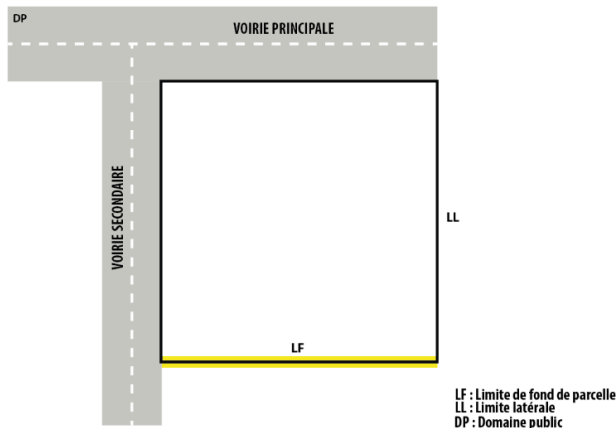 DP
VOIRIE PRINCIPALE
VOIRIE SECONDAIRE
LL
LF
LF : Limite de fond de parcelle
LL : Limite latérale
DP : Domaine public